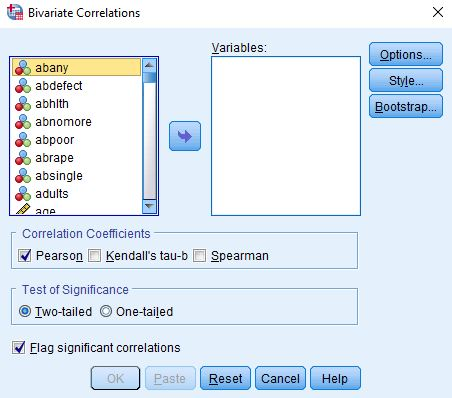 Bivariate Correlations
Variables:
abany
abdefect
abhlth
abnomore
abpoor
abrape
absingle
adults
age
Options...
Style...
Bootstrap...
Correlation Coefficients
Pearson Kendall's tau-b Spearman
Test of Significance
Two-tailed One-tailed
Flag significant correlations
OK Paste Reset Cancel Help